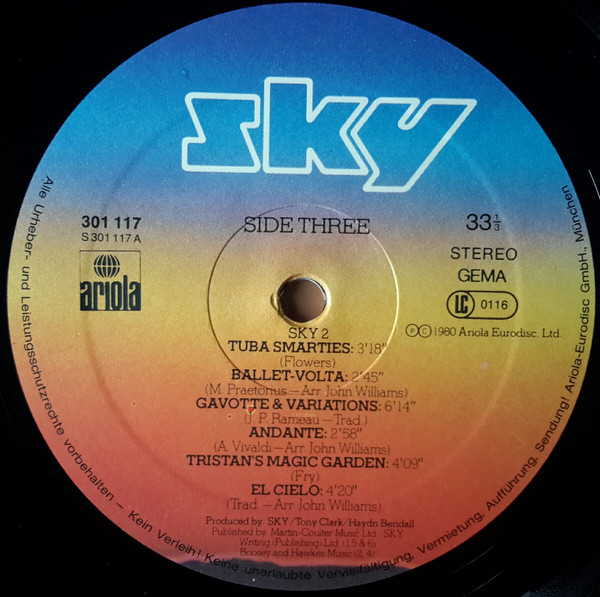 sky
301 117
S 301 117 A
SIDE THREE
33 1/3
STEREO
GEMA
ariola
LC 0116
SKY 2
℗ © 1980 Ariola Eurodisc. Ltd.
TUBA SMARTIES: 3'18"
(Flowers)
BALLET-VOLTA: 2'45"
(M. Praetorius—Arr John Williams)
GAVOTTE & VARIATIONS: 6'14"
(J. P. Rameau—Trad.)
ANDANTE: 2'58"
(A. Vivaldi—Arr John Williams)
TRISTAN'S MAGIC GARDEN: 4'09"
(Fry)
EL CIELO: 4'20"
(Trad—Arr John Williams)
Produced by: SKY/Tony Clark/Haydn Bendall
Published by: Martin-Coulter Music Ltd SKY
Writing (Publishing) Ltd. (1, 5 & 6)
Boosey and Hawkes Music (2, 4)
Alle Urheber- und Leistungsschutzrechte vorbehalten – Kein Verleih! Keine unerlaubte Vervielfältigung, Vermietung, Aufführung, Sendung! Ariola-Eurodisc GmbH., München